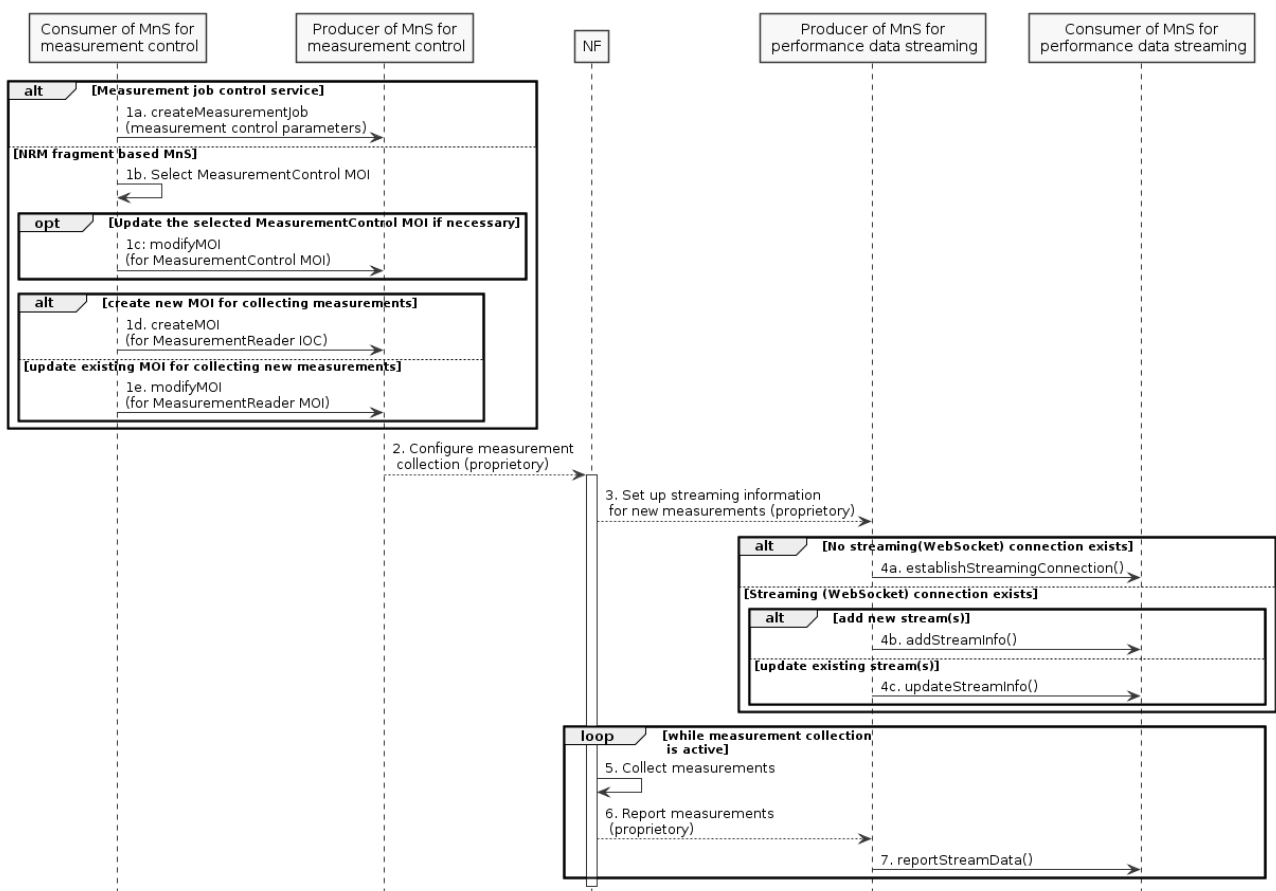 Consumer of MnS for
measurement control
Producer of MnS for
measurement control
NF
Producer of MnS for
performance data streaming
Consumer of MnS for
performance data streaming
alt [Measurement job control service]
1a. createMeasurementJob
(measurement control parameters)
[NRM fragment based MnS]
1b. Select MeasurementControl MOI
opt [Update the selected MeasurementControl MOI if necessary]
1c: modifyMOI
(for MeasurementControl MOI)
alt [create new MOI for collecting measurements]
1d. createMOI
(for MeasurementReader IOC)
[update existing MOI for collecting new measurements]
1e. modifyMOI
(for MeasurementReader MOI)
2. Configure measurement
collection (proprietory)
3. Set up streaming information
for new measurements (proprietory)
alt [No streaming(WebSocket) connection exists]
4a. establishStreamingConnection()
[Streaming (WebSocket) connection exists]
alt [add new stream(s)]
4b. addStreamInfo()
[update existing stream(s)]
4c. updateStreamInfo()
loop [while measurement collection
is active]
5. Collect measurements
6. Report measurements
(proprietory)
7. reportStreamData()